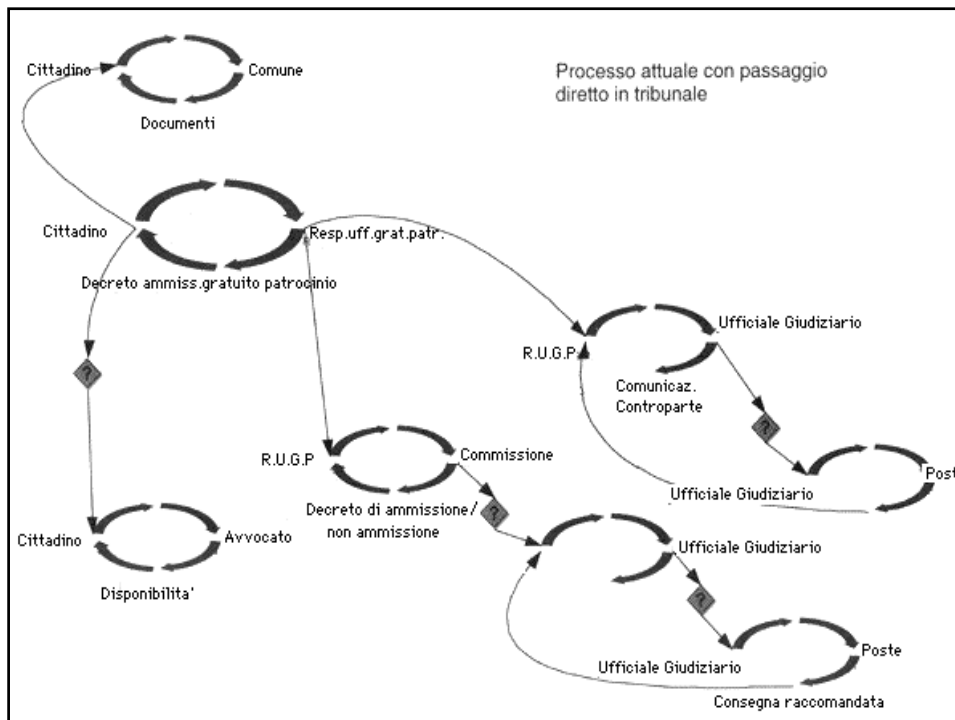 Cittadino
Comune
Processo attuale con passaggio
diretto in tribunale
Documenti
Cittadino
Resp.uff.grat.patr.
Decreto ammiss.gratuito patrocinio
Ufficiale Giudiziario
R.U.G.P.
?
Comunicaz.
Controparte
?
R.U.G.P
Commissione
Poste
Ufficiale Giudiziario
Decreto di ammissione/
non ammissione
?
Cittadino
Avvocato
Ufficiale Giudiziario
Disponibilita'
?
Ufficiale Giudiziario
Poste
Consegna raccomandata